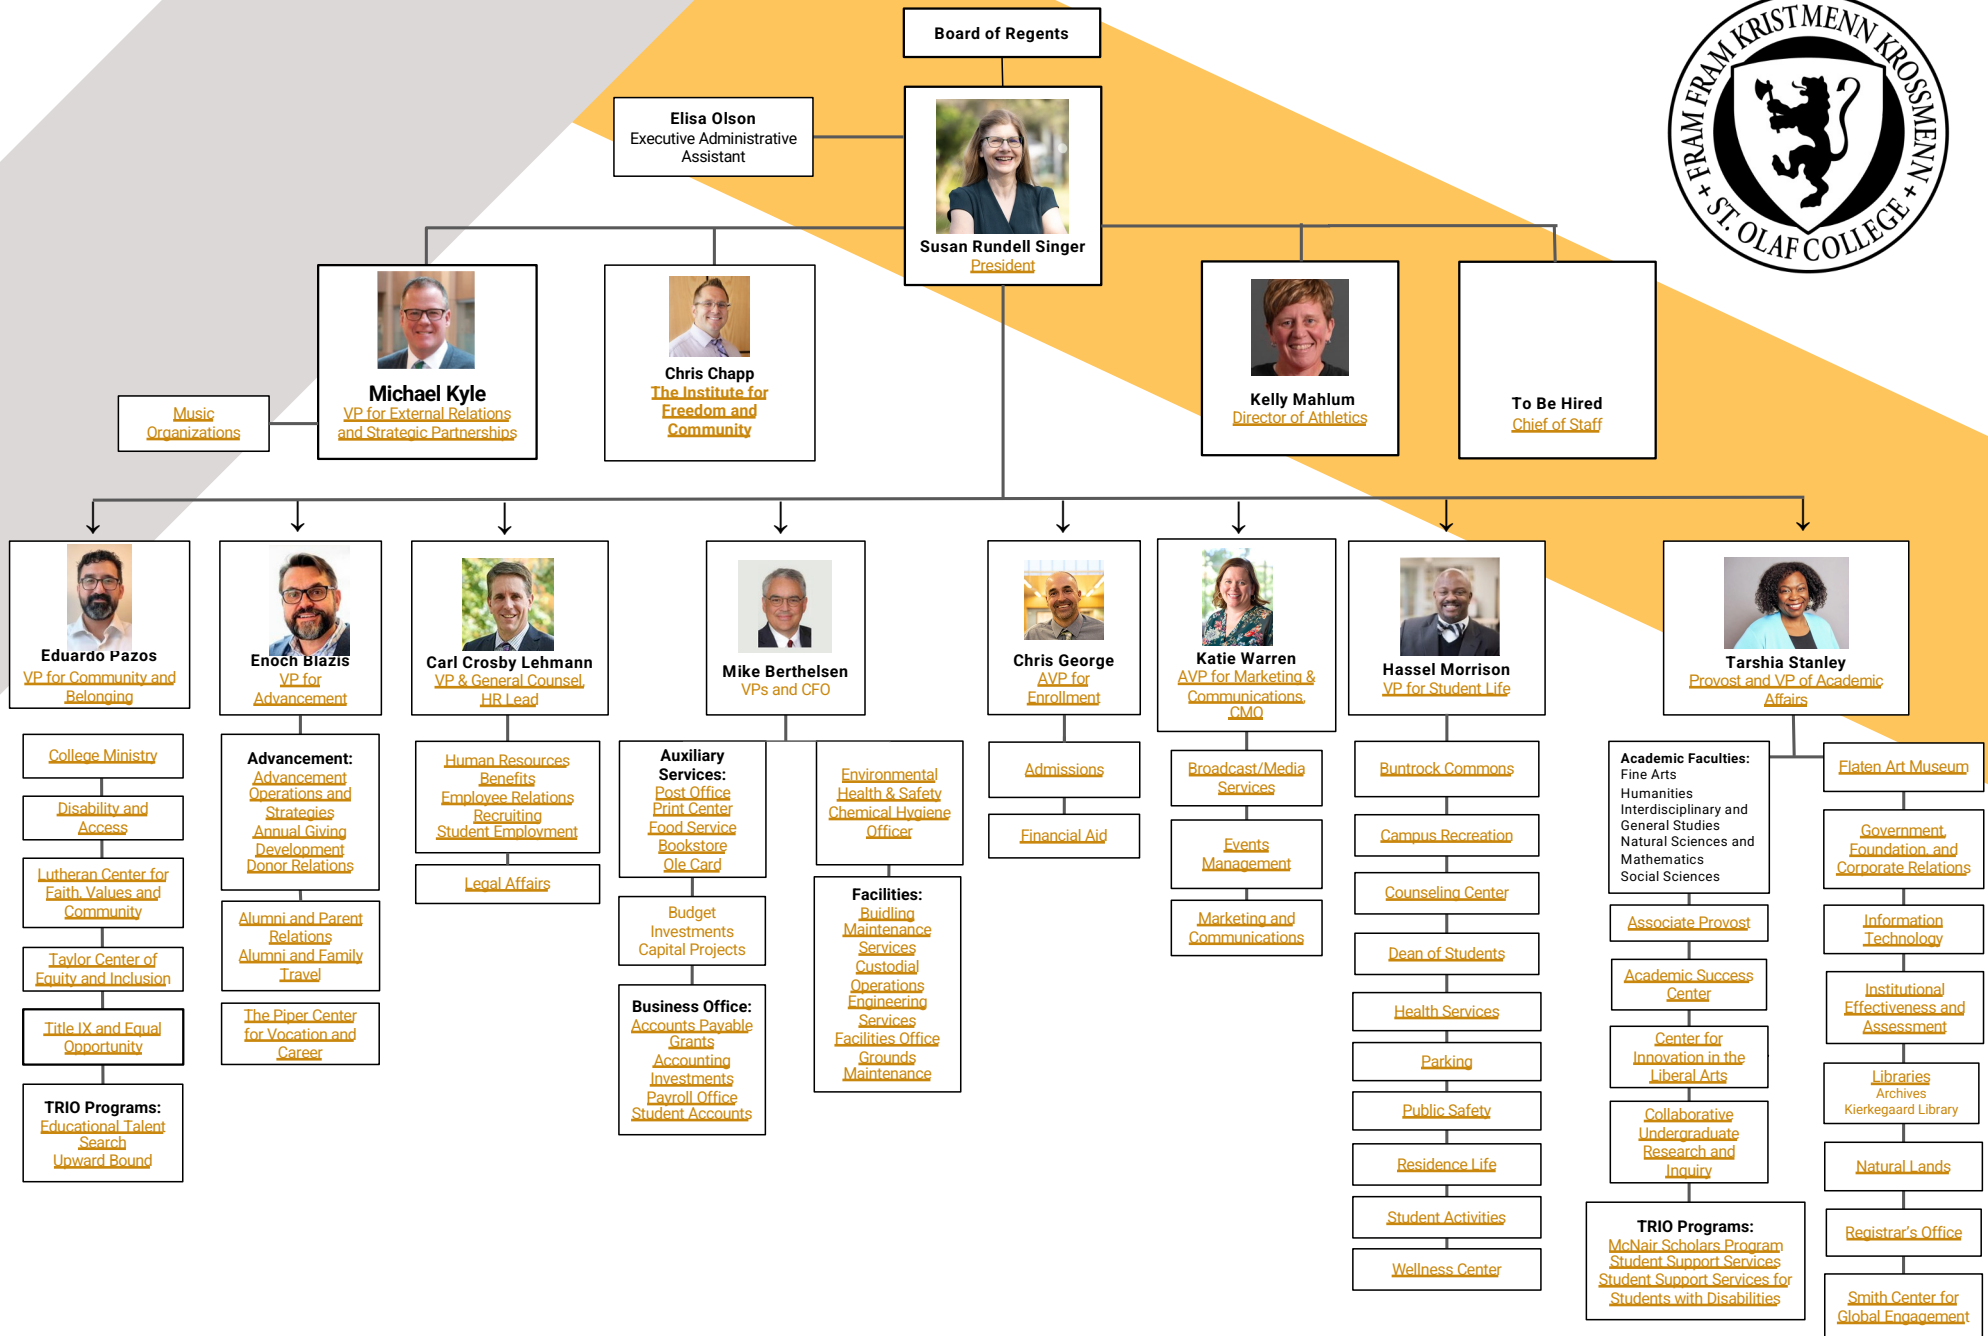 Board of Regents
FRAM FRAM KRISTMENN KROSSMENN
ST. OLAF COLLEGE
Elisa Olson
Executive Administrative
Assistant
Susan Rundell Singer
President
Michael Kyle
VP for External Relations
and Strategic Partnerships
Music
Organizations
Chris Chapp
The Institute for
Freedom and
Community
Kelly Mahlum
Director of Athletics
To Be Hired
Chief of Staff
Eduardo Pazos
VP for Community and
Belonging
College Ministry
Disability and
Access
Lutheran Center for
Faith, Values and
Community
Taylor Center of
Equity and Inclusion
Title IX and Equal
Opportunity
TRIO Programs:
Educational Talent
Search
Upward Bound
Enoch Blazis
VP for
Advancement
Advancement:
Advancement
Operations and
Strategies
Annual Giving
Development
Donor Relations
Alumni and Parent
Relations
Alumni and Family
Travel
The Piper Center
for Vocation and
Career
Carl Crosby Lehmann
VP & General Counsel,
HR Lead
Human Resources
Benefits
Employee Relations
Recruiting
Student Employment
Legal Affairs
Mike Berthelsen
VPs and CFO
Auxiliary
Services:
Post Office
Print Center
Food Service
Bookstore
Ole Card
Budget
Investments
Capital Projects
Business Office:
Accounts Payable
Grants
Accounting
Investments
Payroll Office
Student Accounts
Environmental
Health & Safety
Chemical Hygiene
Officer
Facilities:
Buidling
Maintenance
Services
Custodial
Operations
Engineering
Services
Facilities Office
Grounds
Maintenance
Chris George
AVP for
Enrollment
Admissions
Financial Aid
Katie Warren
AVP for Marketing &
Communications,
CMO
Broadcast/Media
Services
Events
Management
Marketing and
Communications
Hassel Morrison
VP for Student Life
Buntrock Commons
Campus Recreation
Counseling Center
Dean of Students
Health Services
Parking
Public Safety
Residence Life
Student Activities
Wellness Center
Tarshia Stanley
Provost and VP of Academic
Affairs
Academic Faculties:
Fine Arts
Humanities
Interdisciplinary and
General Studies
Natural Sciences and
Mathematics
Social Sciences
Associate Provost
Academic Success
Center
Center for
Innovation in the
Liberal Arts
Collaborative
Undergraduate
Research and
Inquiry
TRIO Programs:
McNair Scholars Program
Student Support Services
Student Support Services for
Students with Disabilities
Flaten Art Museum
Government,
Foundation, and
Corporate Relations
Information
Technology
Institutional
Effectiveness and
Assessment
Libraries
Archives
Kierkegaard Library
Natural Lands
Registrar's Office
Smith Center for
Global Engagement